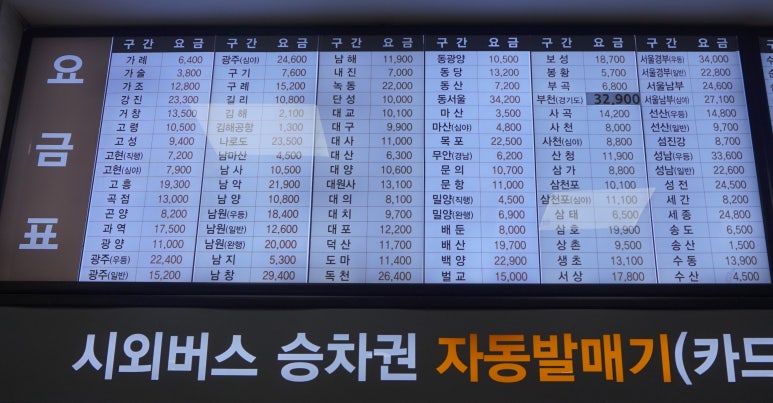 요금표
구간 요금
가례 6,400
가술 3,800
가조 12,800
강진 23,300
거창 13,500
고령 10,500
고성 9,400
고현(직행) 7,200
고현(심야) 7,900
고흥 19,300
곡점 13,000
곤양 8,200
과역 17,500
광양 11,000
광주(우등) 22,400
광주(일반) 15,200
구간 요금
광주(심야) 24,600
구기 7,600
구례 15,200
길리 10,800
김해 2,100
김해공항 1,300
나로도 23,500
남마산 4,500
남사 10,500
남악 21,900
남양 10,800
남원(우등) 18,400
남원(일반) 12,600
남원(완행) 20,000
남지 5,300
남창 29,400
구간 요금
남해 11,900
내진 7,000
녹동 22,000
단성 10,000
대교 10,100
대구 9,900
대사 11,000
대산 6,300
대양 10,600
대원사 13,100
대의 8,100
대치 9,700
대포 12,200
덕산 11,700
도마 11,400
독천 26,400
구간 요금
동광양 10,500
동당 13,200
동산 7,200
동서울 34,200
마산 3,500
마산(심야) 4,800
목포 22,500
무안(경남) 6,200
문의 10,700
문항 11,000
밀양(직행) 4,500
밀양(완행) 6,900
배둔 8,000
배산 19,700
백양 22,900
벌교 15,000
구간 요금
보성 18,700
봉황 5,700
부곡 6,800
부천(경기도) 32,900
사곡 14,200
사천 8,000
사천(심야) 8,800
산청 11,900
삼가 8,800
삼천포 10,100
삼천포(심야) 11,100
삼태 6,500
삼호 19,900
상촌 9,500
생초 13,100
서상 17,800
구간 요금
서울경부(우등) 34,000
서울경부(일반) 22,800
서울남부 24,600
서울남부(심야) 27,100
선산(우등) 14,800
선산(일반) 9,700
섬진강 8,700
성남(우등) 33,600
성남(일반) 22,600
성전 24,500
세간 8,200
세종 24,800
송도 6,500
송산 1,500
수동 13,900
수산 4,500
시외버스 승차권 자동발매기(카드